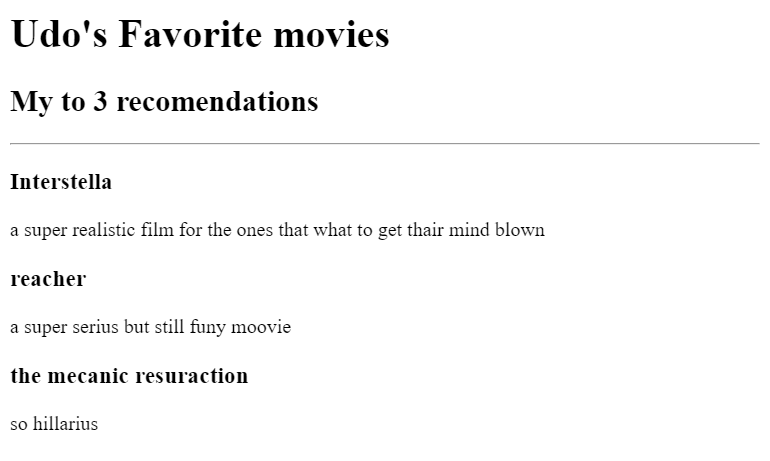 Udo's Favorite movies
My to 3 recomendations
Interstella
a super realistic film for the ones that what to get thair mind blown
reacher
a super serius but still funy moovie
the mecanic resuraction
so hillarius